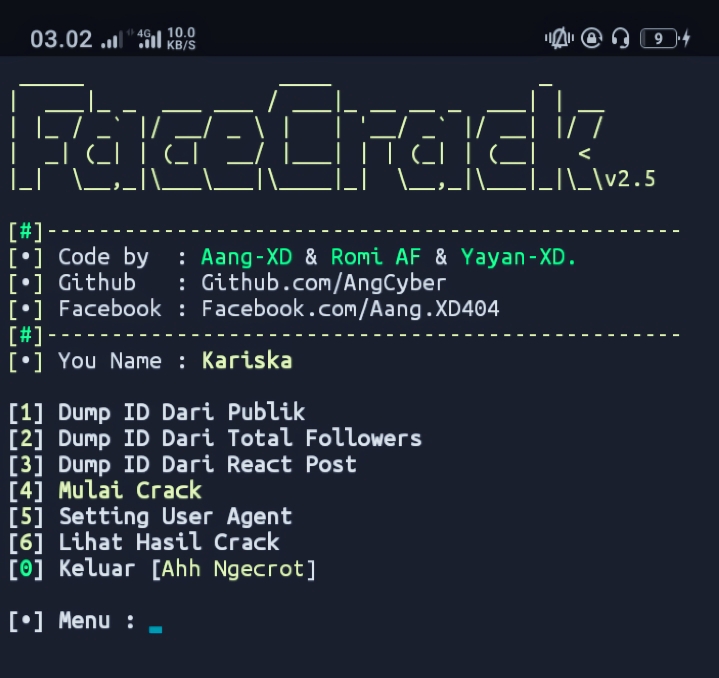 03.02 4G 10.0 KB/S 9
FaceCrack v2.5
[#]-------------------------------------------------
[•] Code by : Aang-XD & Romi AF & Yayan-XD.
[•] Github : Github.com/AngCyber
[•] Facebook : Facebook.com/Aang.XD404
[#]-------------------------------------------------
[•] You Name : Kariska
[1] Dump ID Dari Publik
[2] Dump ID Dari Total Followers
[3] Dump ID Dari React Post
[4] Mulai Crack
[5] Setting User Agent
[6] Lihat Hasil Crack
[0] Keluar [Ahh Ngecrot]
[•] Menu :